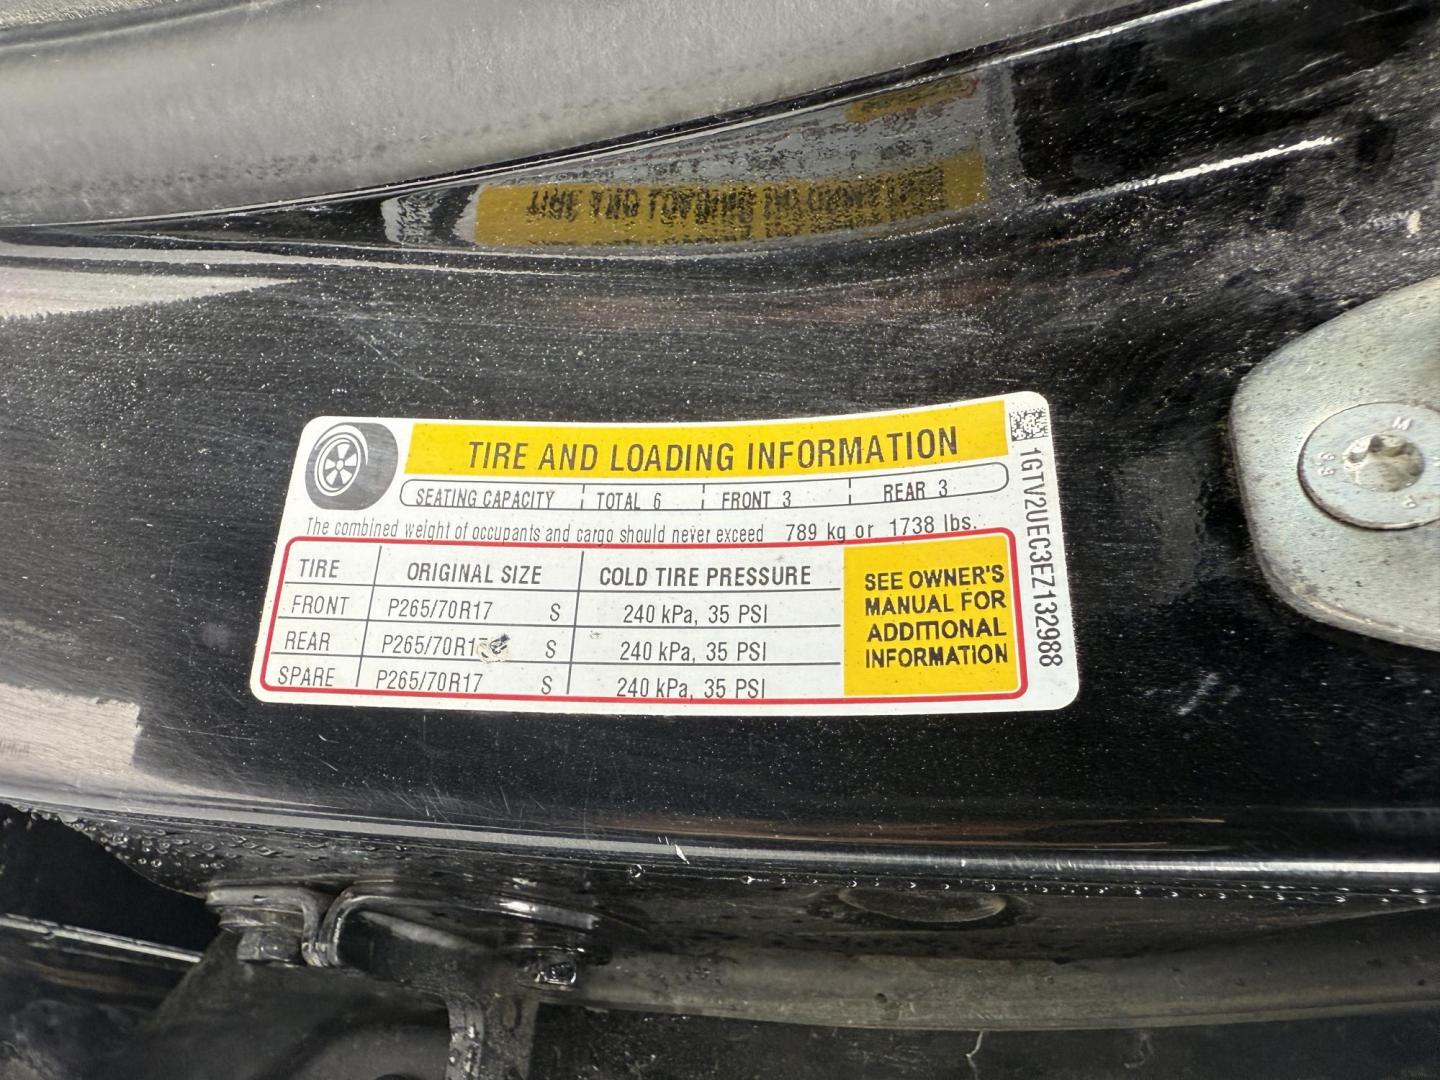 TIRE AND LOADING INFORMATION
SEATING CAPACITY TOTAL 6 FRONT 3 REAR 3
The combined weight of occupants and cargo should never exceed 789 kg or 1738 lbs.
TIRE ORIGINAL SIZE COLD TIRE PRESSURE
FRONT P265/70R17 S 240 kPa, 35 PSI
REAR P265/70R17 S 240 kPa, 35 PSI
SPARE P265/70R17 S 240 kPa, 35 PSI
SEE OWNER'S
MANUAL FOR
ADDITIONAL
INFORMATION
1GTV2UEC3EZ132988